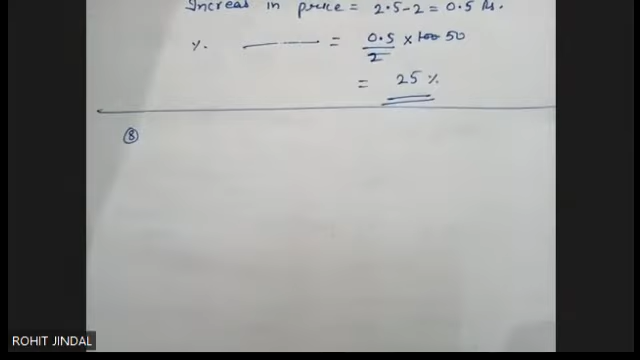 Increas in price = 2.5 - 2 = 0.5 Rs.
%. —— —— = 0.5/2 × 100 50
= 25 %
⑧
ROHIT JINDAL